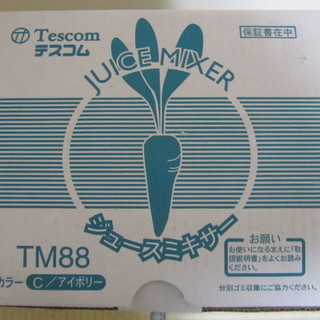 Tescom
テスコム
保証書在中
JUICE MIXER
ジュースミキサー
TM88
カラー C/アイボリー
お願い
お使いになるまえに「取
扱説明書」をよくお読み
ください。
分別ゴミ収集にご協力ください。